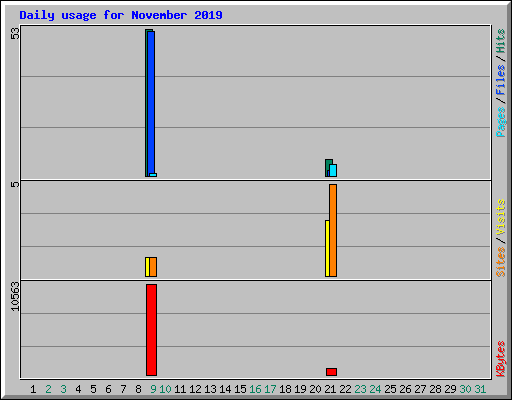 Daily usage for November 2019
53
Pages/Files/Hits
5
Sites/Visits
10563
KBytes
1 2 3 4 5 6 7 8 9 10 11 12 13 14 15 16 17 18 19 20 21 22 23 24 25 26 27 28 29 30 31